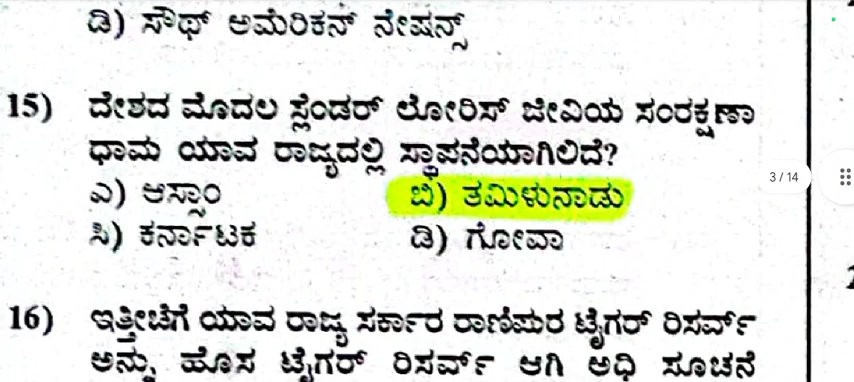 ಡಿ) ಸೌಥ್ ಅಮೆರಿಕನ್ ನೇಷನ್ಸ್
15) ದೇಶದ ಮೊದಲ ಸ್ಲೆಂಡರ್ ಲೋರಿಸ್ ಜೀವಿಯ ಸಂರಕ್ಷಣಾ
ಧಾಮ ಯಾವ ರಾಜ್ಯದಲ್ಲಿ ಸ್ಥಾಪನೆಯಾಗಿಲಿದೆ?
ಎ) ಆಸ್ಸಾಂ ಬಿ) ತಮಿಳುನಾಡು
ಸಿ) ಕರ್ನಾಟಕ ಡಿ) ಗೋವಾ
3 / 14
16) ಇತ್ತೀಚೆಗೆ ಯಾವ ರಾಜ್ಯ ಸರ್ಕಾರ ರಾಣಿಪುರ ಟೈಗರ್ ರಿಸರ್ವ್
ಅನ್ನು ಹೊಸ ಟೈಗರ್ ರಿಸರ್ವ್ ಆಗಿ ಅಧಿ ಸೂಚನೆ